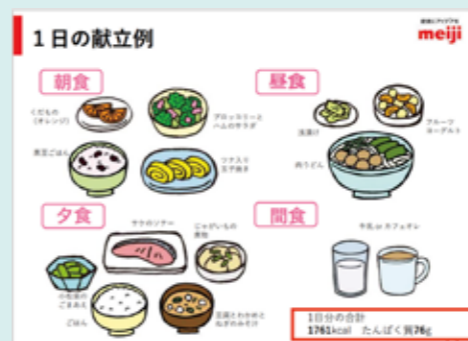 1日の献立例
meiji
朝食
くだもの
(オレンジ)
ブロッコリーと
ハムのサラダ
黒豆ごはん
ツナ入り
玉子焼き
昼食
浅漬け
フルーツ
ヨーグルト
肉うどん
夕食
サケのソテー
じゃがいもの
煮物
小松菜の
ごまあえ
ごはん
豆腐とわかめと
ねぎのみそ汁
間食
牛乳 or カフェオレ
1日分の合計
1761kcal たんぱく質76g